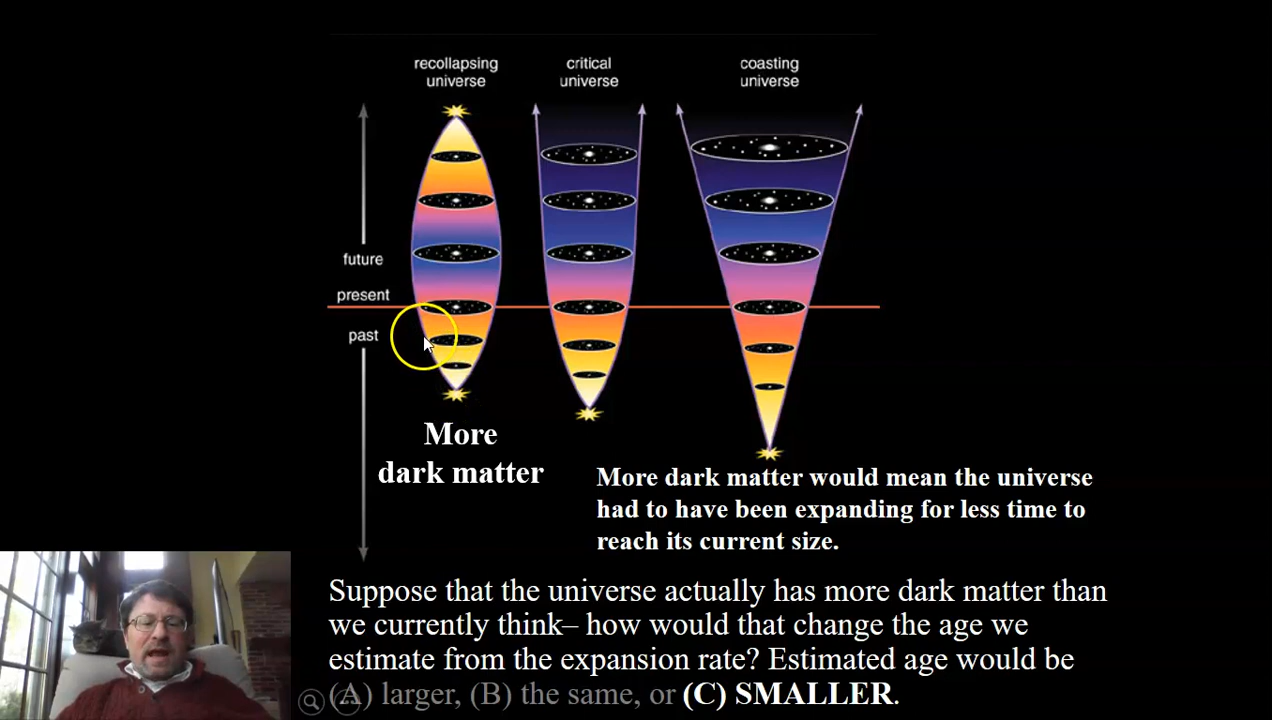 recollapsing
universe
critical
universe
coasting
universe
future
present
past
More
dark matter
More dark matter would mean the universe
had to have been expanding for less time to
reach its current size.
Suppose that the universe actually has more dark matter than
we currently think– how would that change the age we
estimate from the expansion rate? Estimated age would be
(A) larger, (B) the same, or (C) SMALLER.